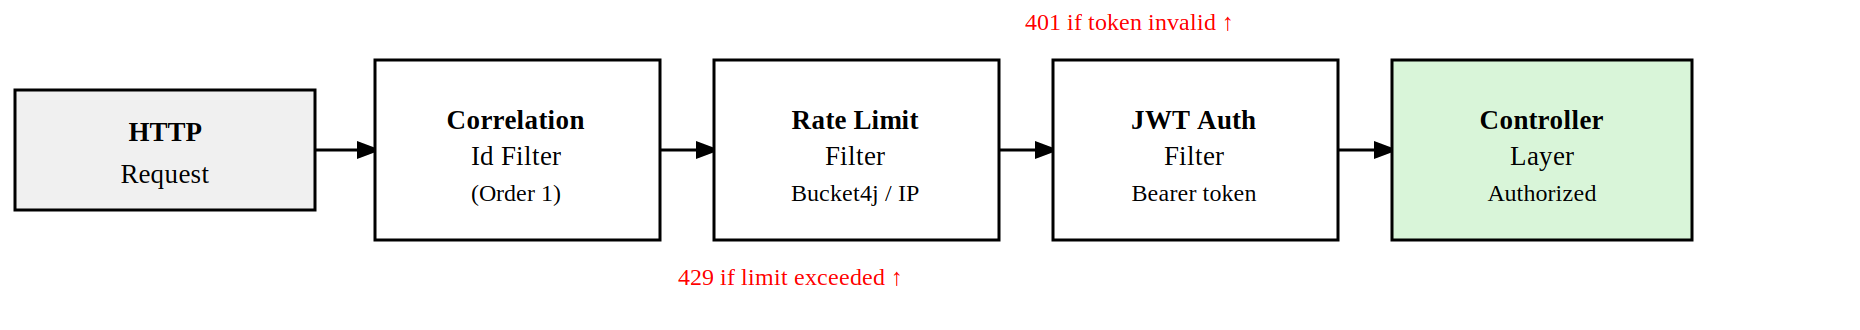 401 if token invalid ↑
HTTP
Request
Correlation
Id Filter
(Order 1)
Rate Limit
Filter
Bucket4j / IP
JWT Auth
Filter
Bearer token
Controller
Layer
Authorized
429 if limit exceeded ↑